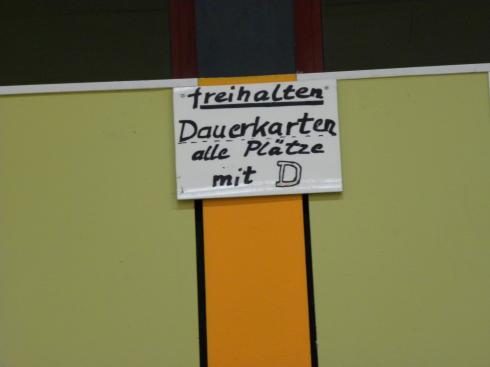 freihalten
Dauerkarten
alle Plätze
mit D